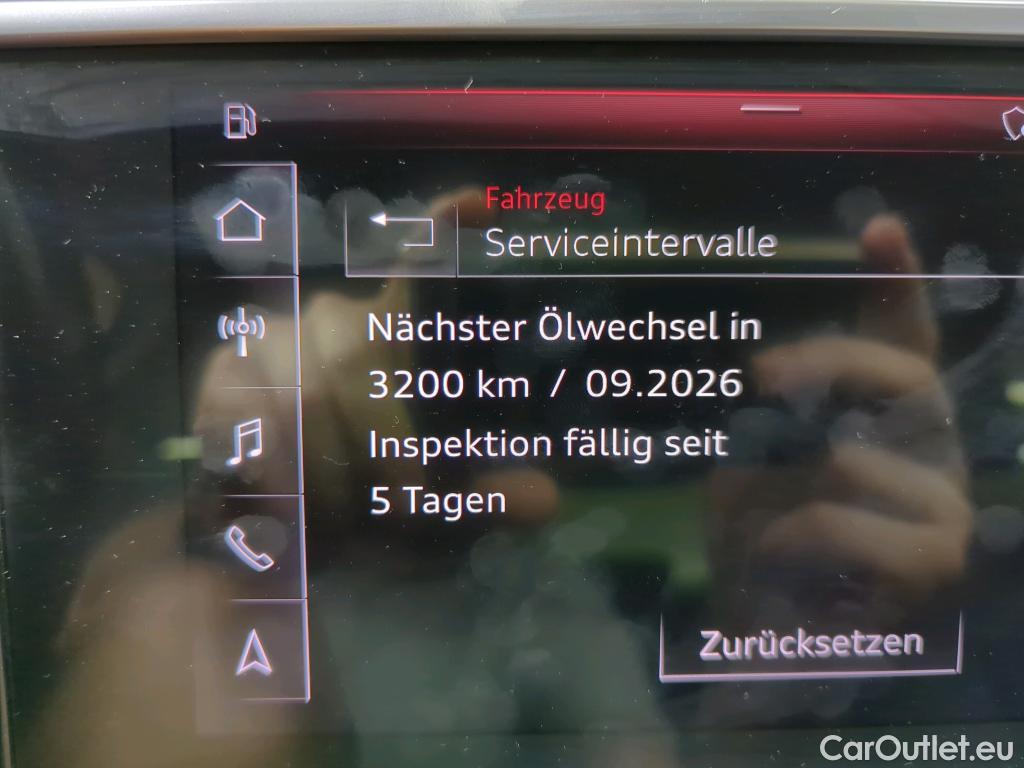 Fahrzeug
Serviceintervalle
Nächster Ölwechsel in
3200 km / 09.2026
Inspektion fällig seit
5 Tagen
Zurücksetzen
CarOutlet.eu